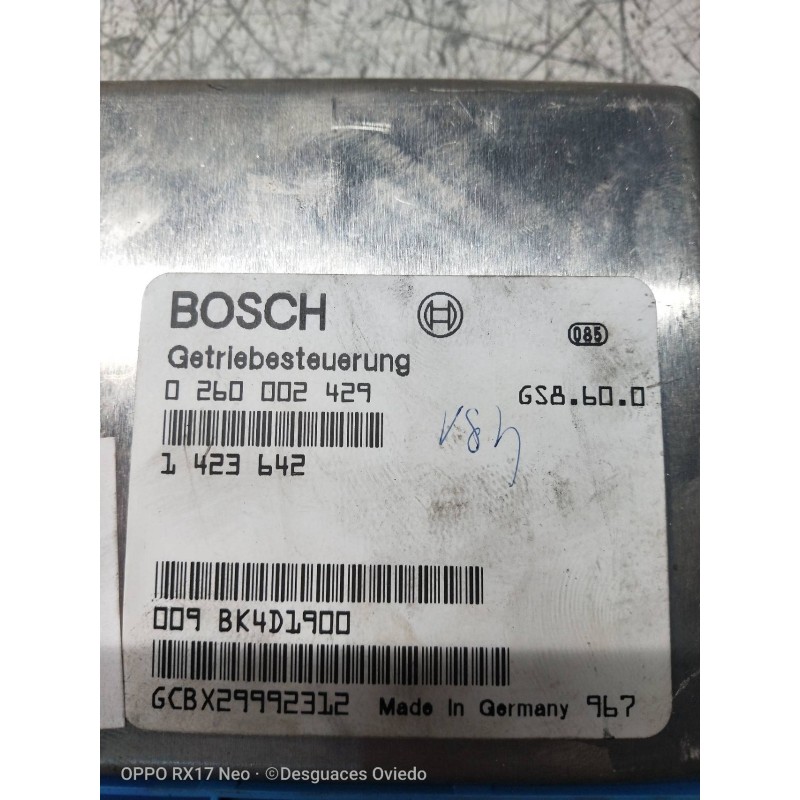 BOSCH
085
Getriebesteuerung
0 260 002 429
GS8.60.0
1 423 642
009 BK4D1900
GCBX29992312 Made In Germany 967
OPPO RX17 Neo · ©Desguaces Oviedo